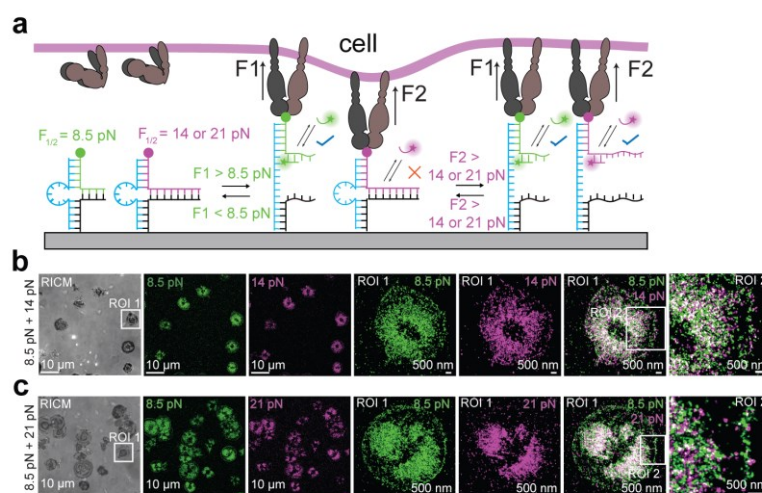 a
cell
F1
F2
F1
F2
F1/2 = 8.5 pN
F1/2 = 14 or 21 pN
F1 > 8.5 pN
F1 < 8.5 pN
F2 >
14 or 21 pN
F2 >
14 or 21 pN
b
8.5 pN + 14 pN
RICM
ROI 1
10 µm
8.5 pN
10 µm
14 pN
10 µm
ROI 1
8.5 pN
500 nm
ROI 1
14 pN
500 nm
ROI 1
8.5 pN
14 pN
ROI 2
500 nm
ROI 2
c
8.5 pN + 21 pN
RICM
ROI 1
10 µm
8.5 pN
10 µm
21 pN
10 µm
ROI 1
8.5 pN
500 nm
ROI 1
21 pN
500 nm
ROI 1
8.5 pN
21 pN
ROI 2
500 nm
ROI 2